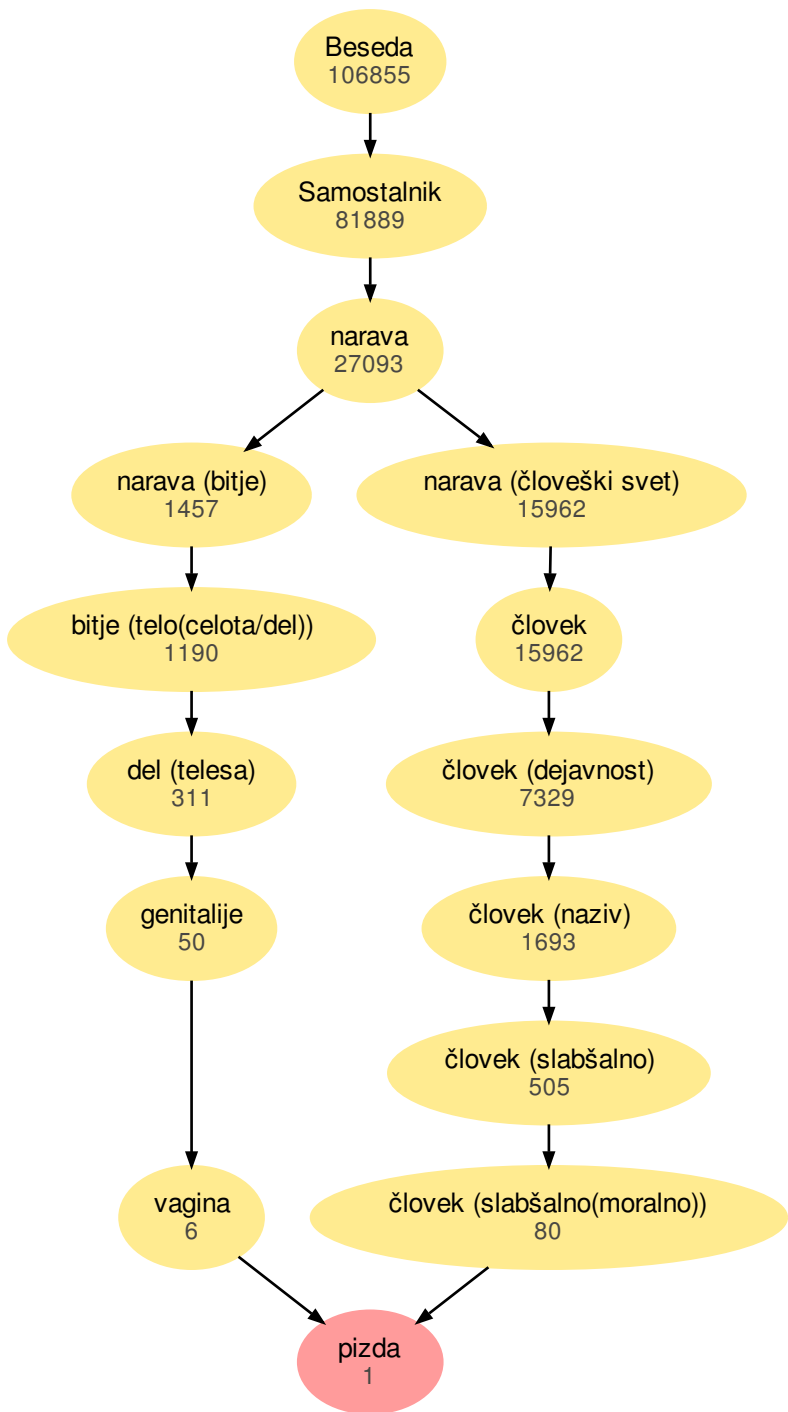 Beseda
106855
Samostalnik
81889
narava
27093
narava (bitje)
1457
narava (človeški svet)
15962
bitje (telo(celota/del))
1190
človek
15962
del (telesa)
311
človek (dejavnost)
7329
genitalije
50
človek (naziv)
1693
človek (slabšalno)
505
vagina
6
človek (slabšalno(moralno))
80
pizda
1